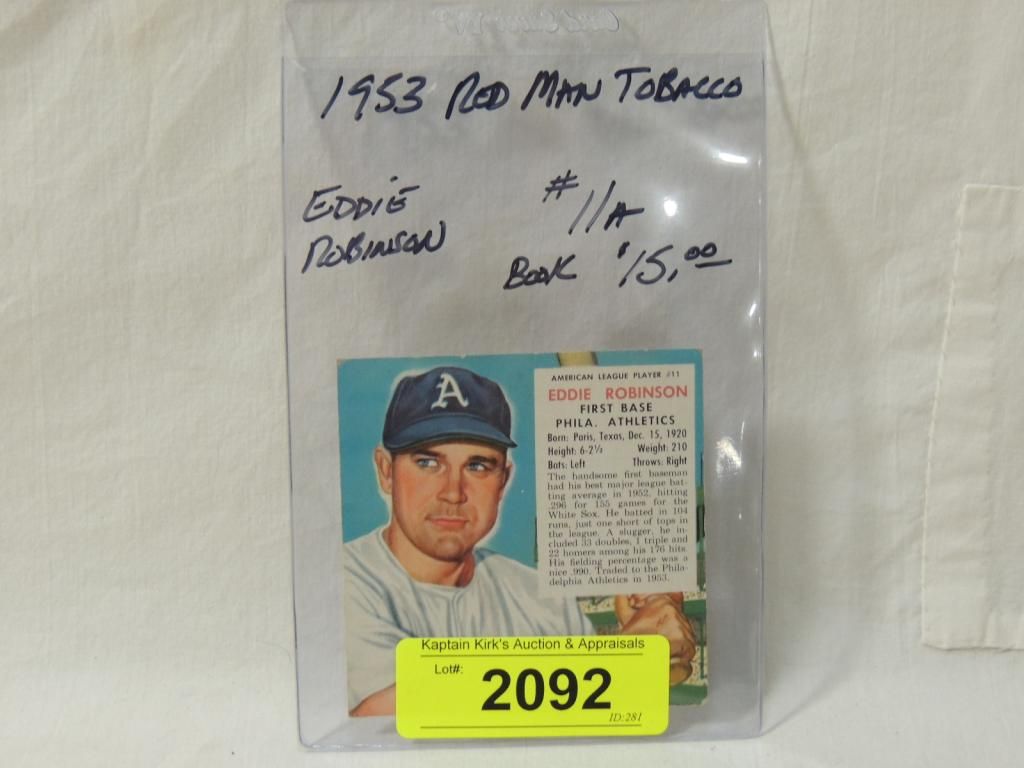 1953 RED MAN TOBACCO
EDDIE
ROBINSON
#11A
BOOK $15.00
A
AMERICAN LEAGUE PLAYER #11
EDDIE ROBINSON
FIRST BASE
PHILA. ATHLETICS
Born: Paris, Texas, Dec. 15, 1920
Height: 6-2½ Weight: 210
Bats: Left Throws: Right
The handsome first baseman
had his best major league bat-
ting average in 1952, hitting
.296 for 155 games for the
White Sox. He batted in 104
runs, just one short of tops in
the league. A slugger, he in-
cluded 33 doubles, 1 triple and
22 homers among his 176 hits.
His fielding percentage was a
nice .990. Traded to the Phila-
delphia Athletics in 1953.
Kaptain Kirk's Auction & Appraisals
Lot#: 2092
ID:281